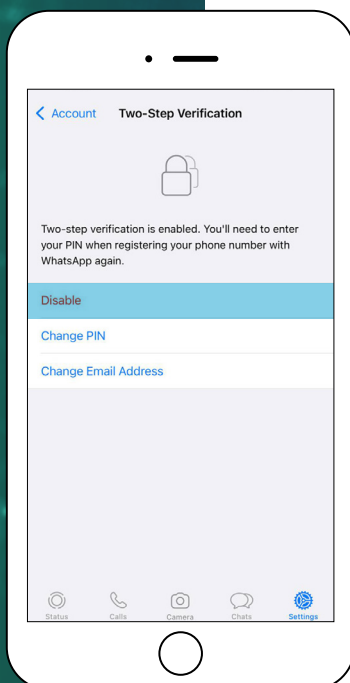 Account Two-Step Verification
Two-step verification is enabled. You'll need to enter
your PIN when registering your phone number with
WhatsApp again.
Disable
Change PIN
Change Email Address
Status Calls Camera Chats Settings